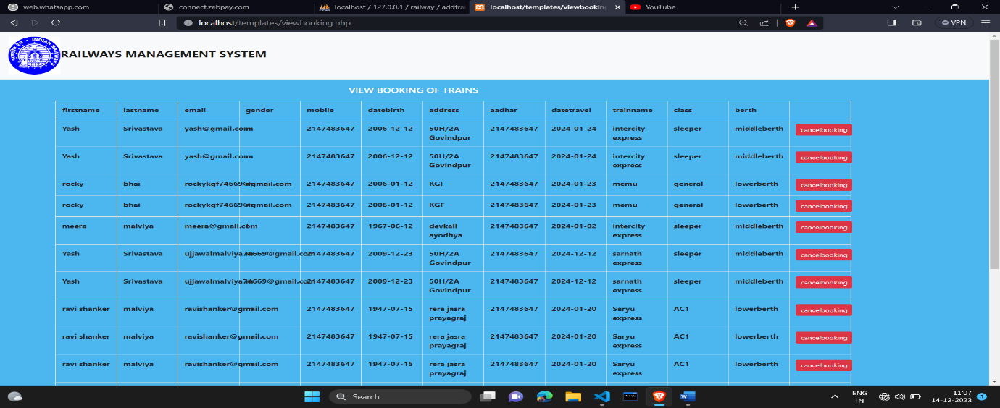 web.whatsapp.com connect.zebpay.com localhost / 127.0.0.1 / railway / addtra localhost/templates/viewbooking YouTube
localhost/templates/viewbooking.php VPN
INDIAN RAILWAYS
भारतीय रेल
RAILWAYS MANAGEMENT SYSTEM
VIEW BOOKING OF TRAINS
firstname lastname email gender mobile datebirth address aadhar datetravel trainname class berth
Yash Srivastava yash@gmail.com m 2147483647 2006-12-12 50H/2A 2147483647 2024-01-24 intercity sleeper middleberth cancelbooking
Govindpur express
Yash Srivastava yash@gmail.com m 2147483647 2006-12-12 50H/2A 2147483647 2024-01-24 intercity sleeper middleberth cancelbooking
Govindpur express
rocky bhai rockykgf74669@gmail.com m 2147483647 2006-01-12 KGF 2147483647 2024-01-23 memu general lowerberth cancelbooking
rocky bhai rockykgf74669@gmail.com m 2147483647 2006-01-12 KGF 2147483647 2024-01-23 memu general lowerberth cancelbooking
meera malviya meera@gmail.com f 2147483647 1967-06-12 devkali 2147483647 2024-01-02 intercity sleeper middleberth cancelbooking
ayodhya express
Yash Srivastava ujjawalmalviya74669@gmail.com m 2147483647 2009-12-23 50H/2A 2147483647 2024-12-12 sarnath sleeper middleberth cancelbooking
Govindpur express
Yash Srivastava ujjawalmalviya74669@gmail.com m 2147483647 2009-12-23 50H/2A 2147483647 2024-12-12 sarnath sleeper middleberth cancelbooking
Govindpur express
ravi shanker malviya ravishanker@gmail.com m 2147483647 1947-07-15 rera jasra 2147483647 2024-01-20 Saryu AC1 lowerberth cancelbooking
prayagraj express
ravi shanker malviya ravishanker@gmail.com m 2147483647 1947-07-15 rera jasra 2147483647 2024-01-20 Saryu AC1 lowerberth cancelbooking
prayagraj express
ravi shanker malviya ravishanker@gmail.com m 2147483647 1947-07-15 rera jasra 2147483647 2024-01-20 Saryu AC1 lowerberth cancelbooking
prayagraj express
Search ENG 11:07
IN 14-12-2023 1